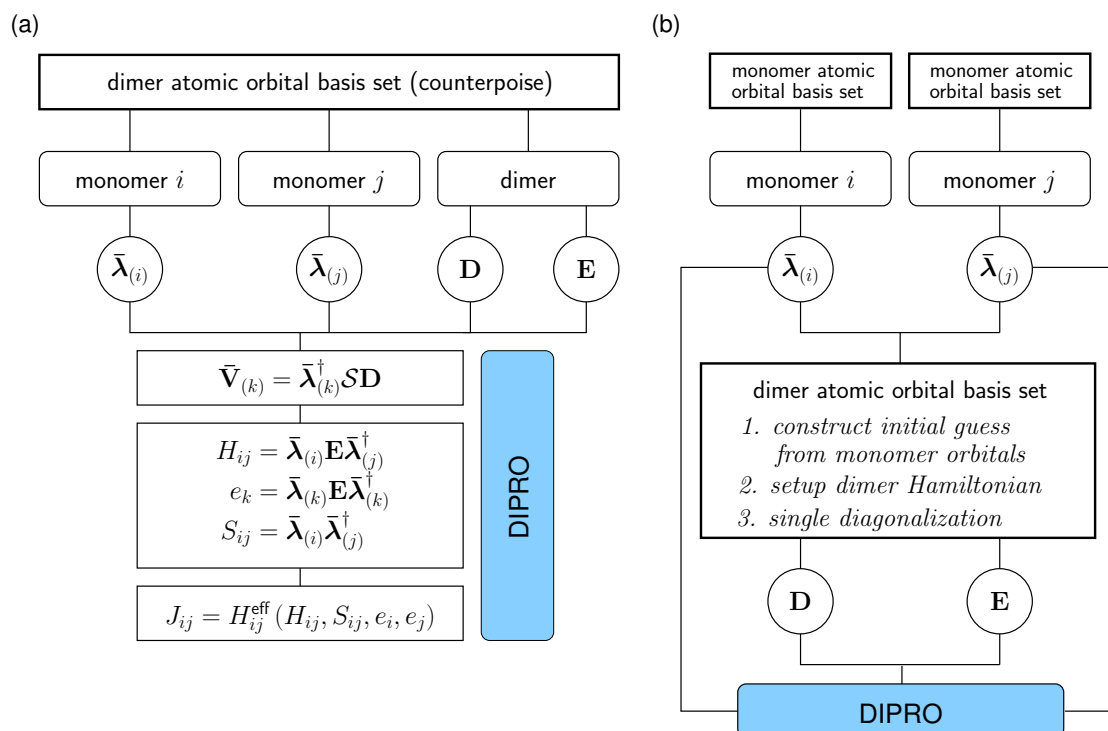 (a)
dimer atomic orbital basis set (counterpoise)
monomer i
monomer j
dimer
λ̄(i)
λ̄(j)
D
E
V̄(k) = λ̄†(k)𝒮D
Hij = λ̄(i)Eλ̄†(j)
ek = λ̄(k)Eλ̄†(k)
Sij = λ̄(i)λ̄†(j)
Jij = Heffij (Hij, Sij, ei, ej)
DIPRO
(b)
monomer atomic
orbital basis set
monomer atomic
orbital basis set
monomer i
monomer j
λ̄(i)
λ̄(j)
dimer atomic orbital basis set
1. construct initial guess
from monomer orbitals
2. setup dimer Hamiltonian
3. single diagonalization
D
E
DIPRO